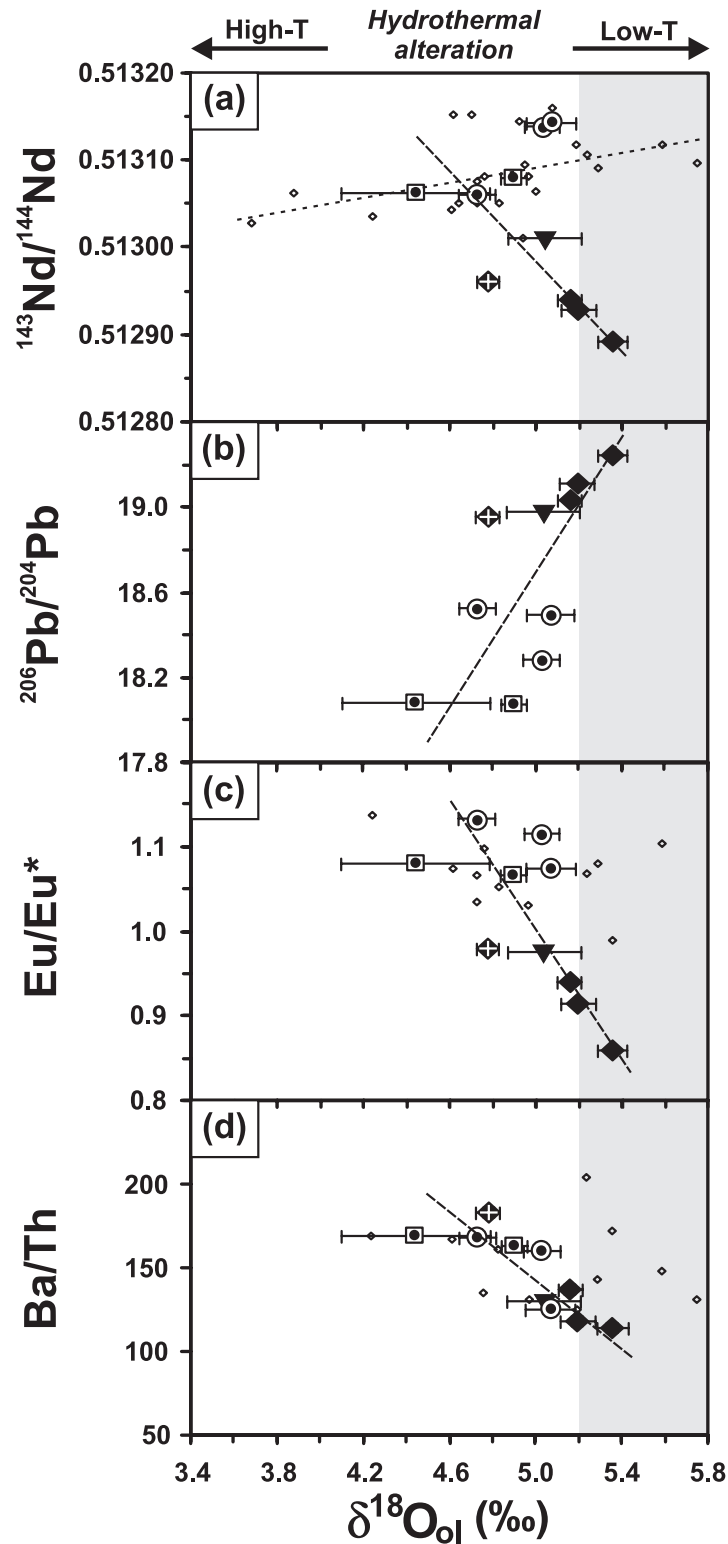 High-T Hydrothermal alteration Low-T
(a)
0.51320
0.51310
0.51300
0.51290
0.51280
¹⁴³Nd/¹⁴⁴Nd
(b)
19.0
18.6
18.2
17.8
²⁰⁶Pb/²⁰⁴Pb
(c)
1.1
1.0
0.9
0.8
Eu/Eu*
(d)
200
150
100
50
Ba/Th
3.4 3.8 4.2 4.6 5.0 5.4 5.8
δ¹⁸Ool (‰)